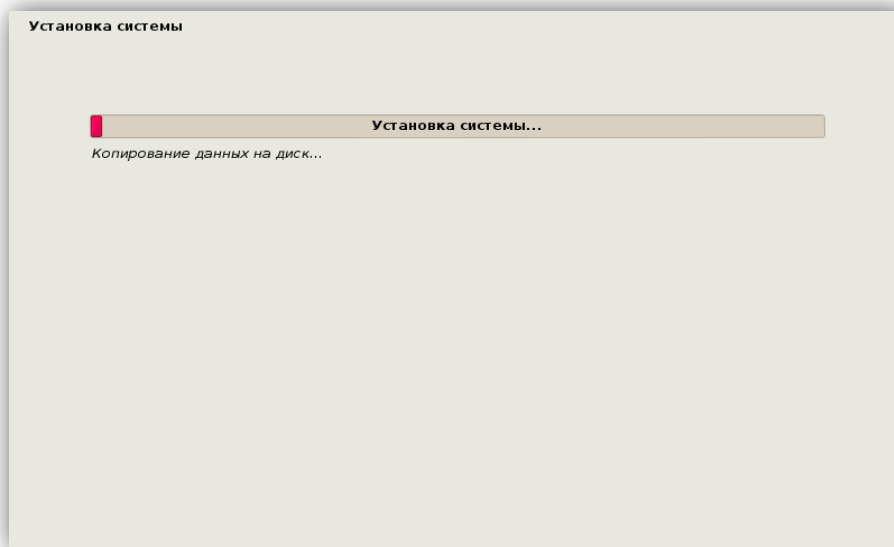 Установка системы
Установка системы...
Копирование данных на диск...